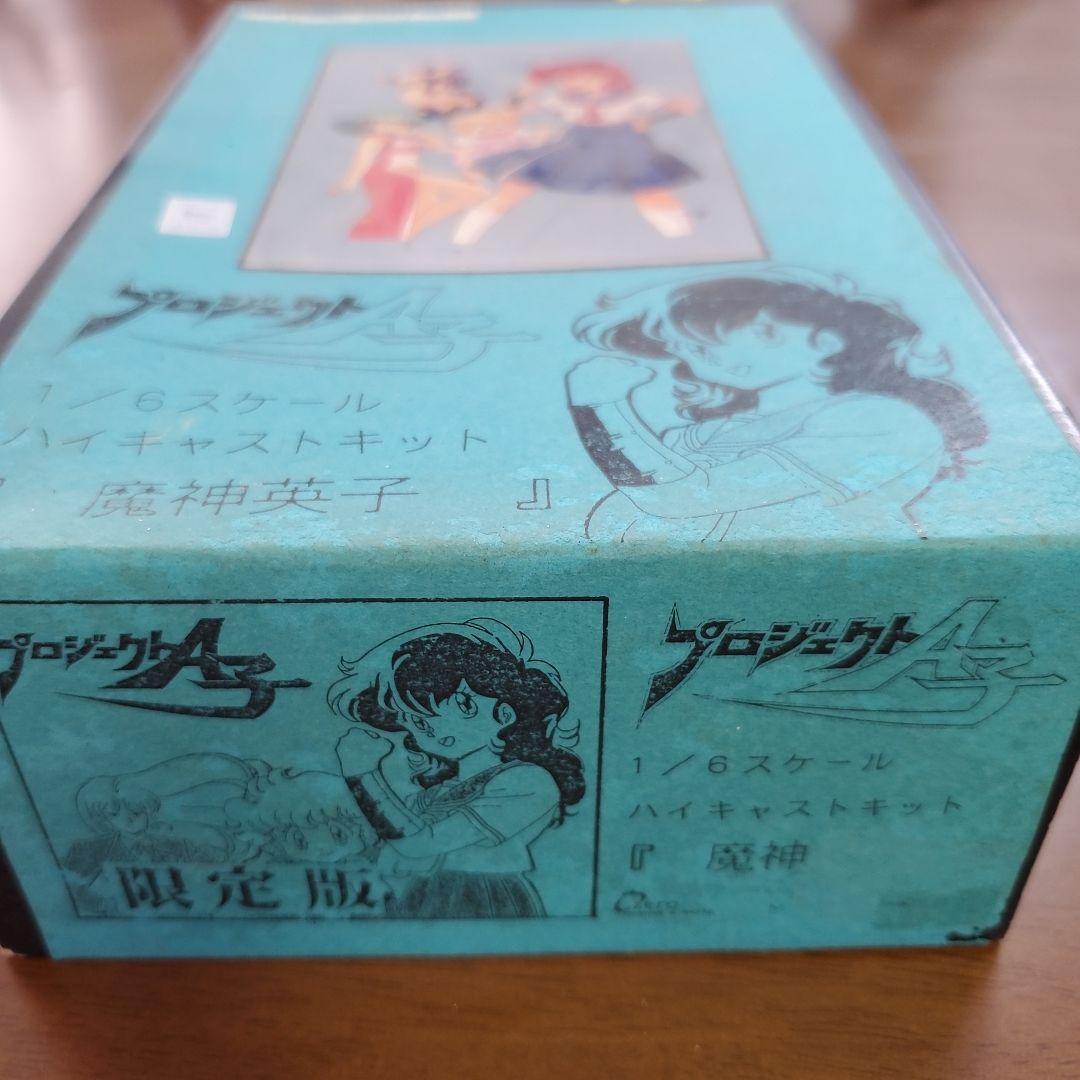 プロジェクトA子
1/6スケール
ハイキャストキット
『 魔神英子 』
プロジェクトA子
限定版
プロジェクトA子
1/6スケール
ハイキャストキット
『 魔神